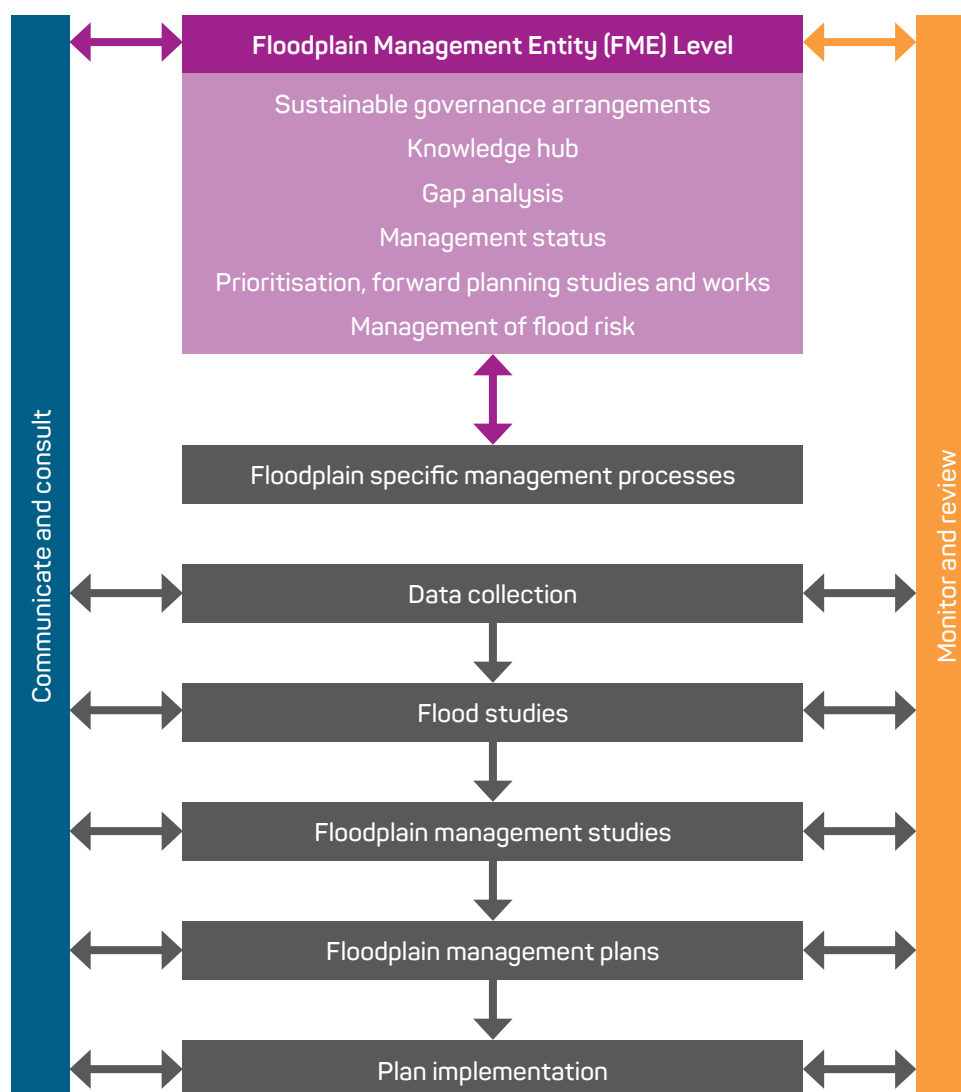 Floodplain Management Entity (FME) Level
Sustainable governance arrangements
Knowledge hub
Gap analysis
Management status
Prioritisation, forward planning studies and works
Management of flood risk
Communicate and consult
Floodplain specific management processes
Monitor and review
Data collection
Flood studies
Floodplain management studies
Floodplain management plans
Plan implementation